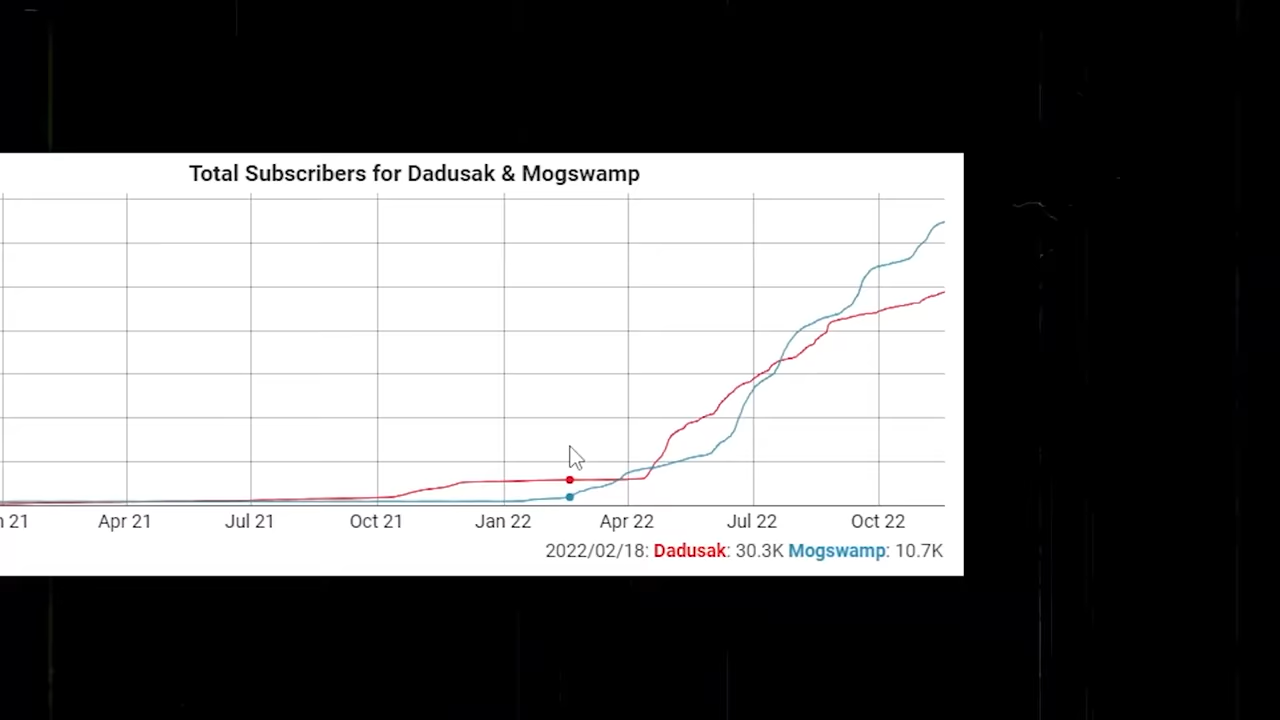 Total Subscribers for Dadusak & Mogswamp
n 21 Apr 21 Jul 21 Oct 21 Jan 22 Apr 22 Jul 22 Oct 22
2022/02/18: Dadusak: 30.3K Mogswamp: 10.7K